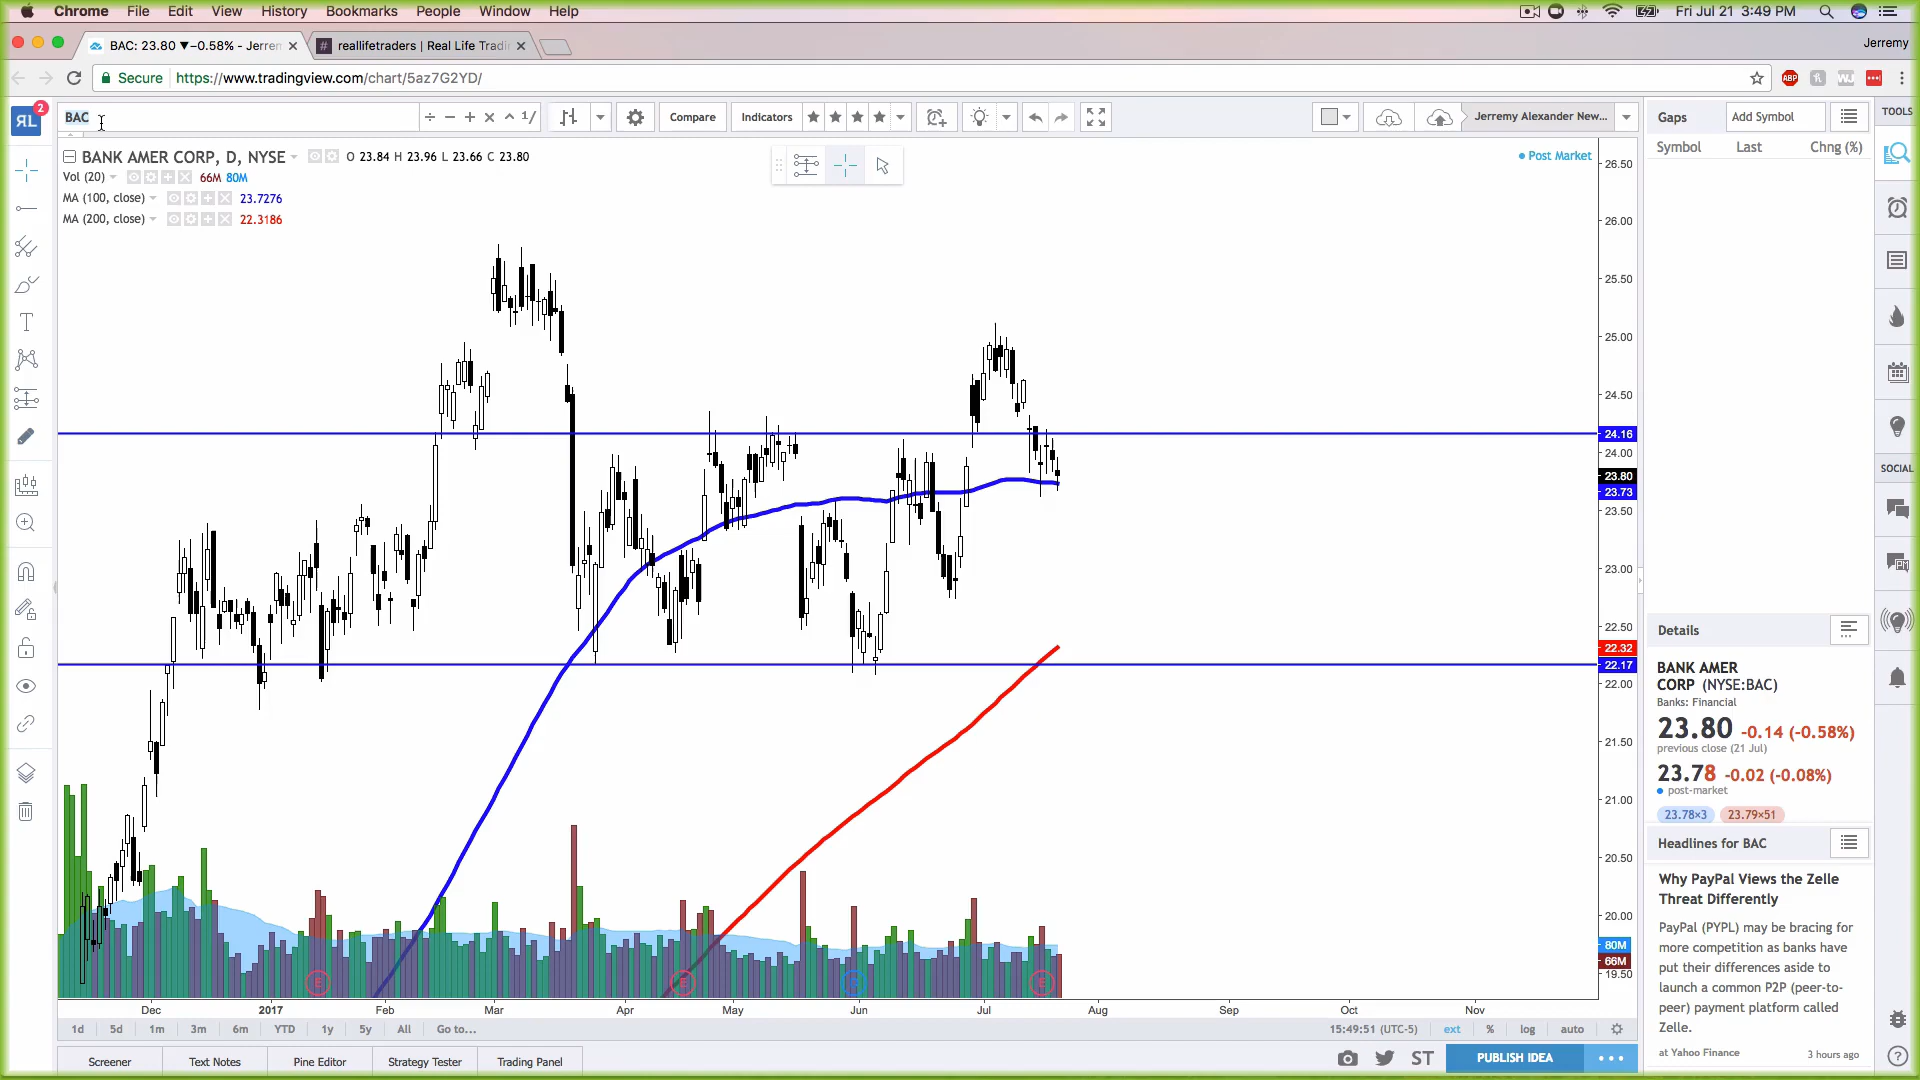 Chrome File Edit View History Bookmarks People Window Help
Fri Jul 21 3:49 PM
BAC: 23.80 ▼−0.58% - Jerrem
reallifetraders | Real Life Tradi
Jeremy
Secure https://www.tradingview.com/chart/5az7G2YD/
ABP
WJ
2
RL
BAC
÷ − + × ^ 1/
Compare
Indicators
Jeremy Alexander New...
Gaps
Add Symbol
TOOLS
Symbol Last Chng (%)
BANK AMER CORP, D, NYSE
O 23.84 H 23.96 L 23.66 C 23.80
Post Market
Vol (20) 66M 80M
MA (100, close) 23.7276
MA (200, close) 22.3186
26.50
26.00
25.50
25.00
24.50
24.16
24.00
23.80
23.73
23.50
23.00
22.50
22.32
22.17
22.00
21.50
21.00
20.50
20.00
80M
66M
19.50
E E E
Dec 2017 Feb Mar Apr May Jun Jul Aug Sep Oct Nov
1d 5d 1m 3m 6m YTD 1y 5y All Go to...
15:49:51 (UTC-5) ext % log auto
Screener
Text Notes
Pine Editor
Strategy Tester
Trading Panel
ST
PUBLISH IDEA
SOCIAL
Details
BANK AMER
CORP (NYSE:BAC)
Banks: Financial
23.80 -0.14 (-0.58%)
previous close (21 Jul)
23.78 -0.02 (-0.08%)
post-market
23.78×3 23.79×51
Headlines for BAC
Why PayPal Views the Zelle
Threat Differently
PayPal (PYPL) may be bracing for
more competition as banks have
put their differences aside to
launch a common P2P (peer-to-
peer) payment platform called
Zelle.
at Yahoo Finance 3 hours ago